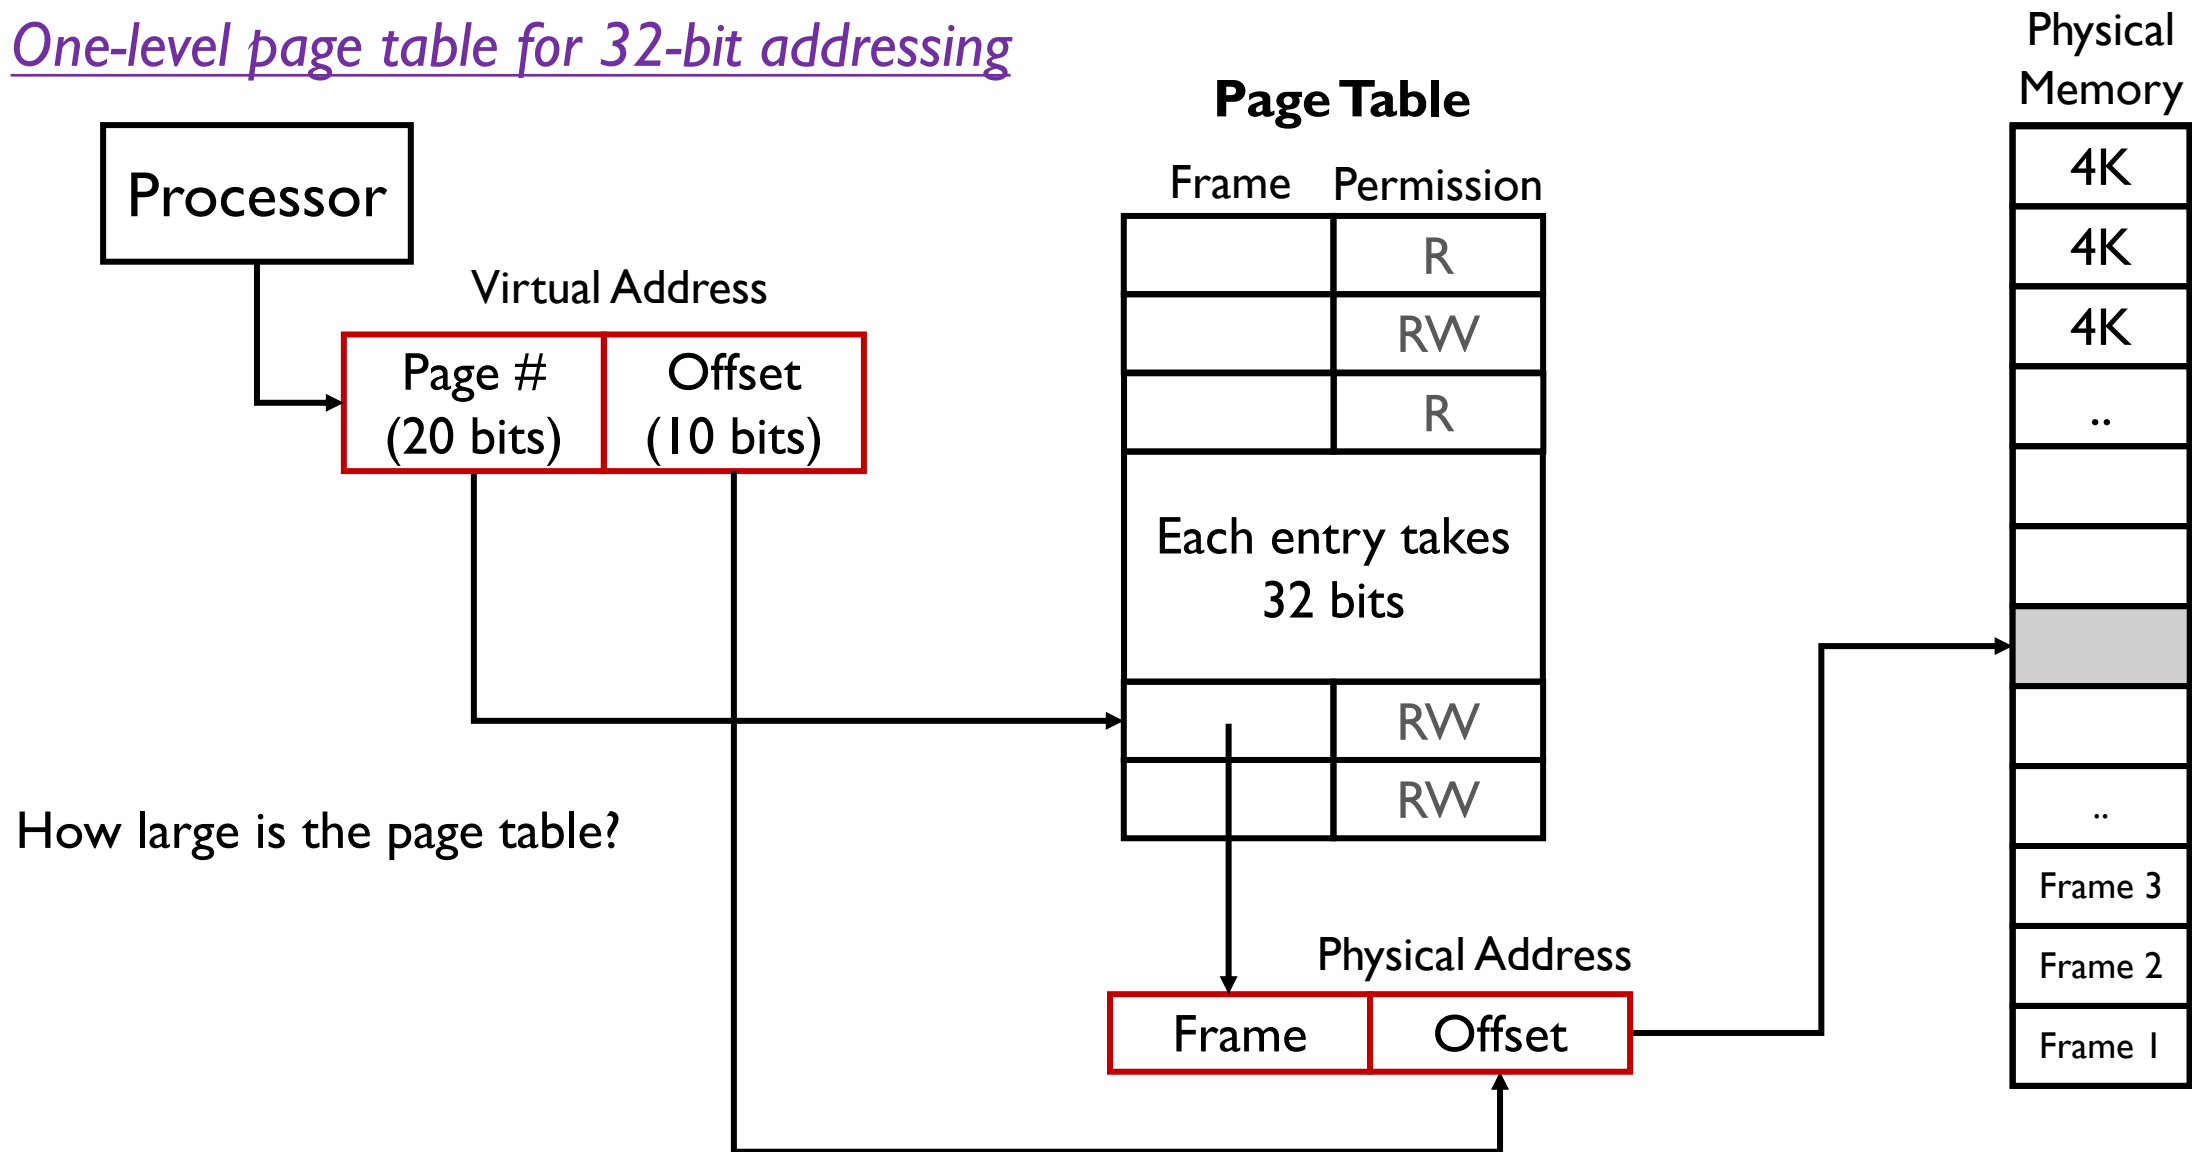 One-level page table for 32-bit addressing
Processor
Virtual Address
Page #
(20 bits)
Offset
(10 bits)
How large is the page table?
Page Table
Frame
Permission
R
RW
R
Each entry takes
32 bits
RW
RW
Physical Address
Frame
Offset
Physical
Memory
4K
4K
4K
..
..
Frame 3
Frame 2
Frame 1